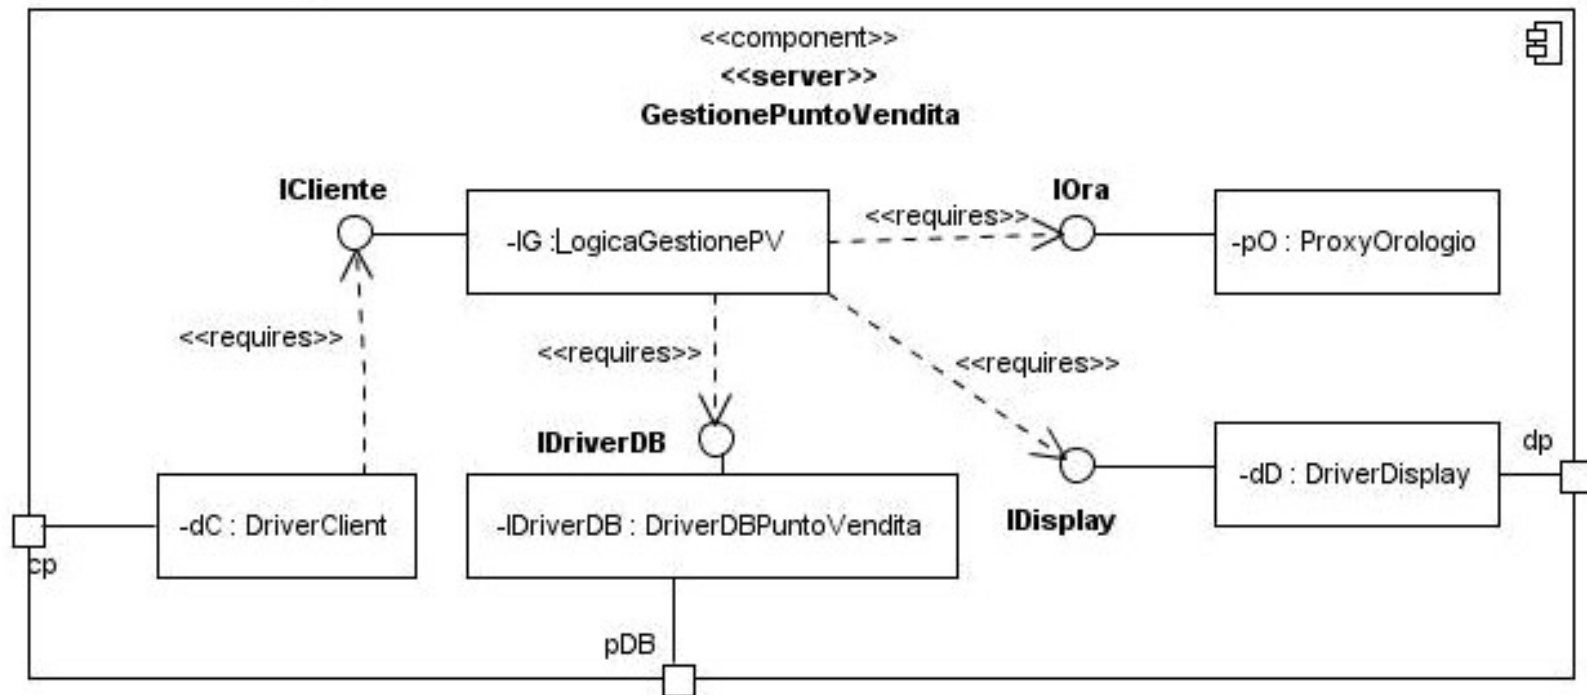 <<component>>
<<server>>
GestionePuntoVendita
ICliente
IOra
-lG :LogicaGestionePV
<<requires>>
-pO : ProxyOrologio
<<requires>>
<<requires>>
<<requires>>
IDriverDB
dp
-dC : DriverClient
-IDriverDB : DriverDBPuntoVendita
-dD : DriverDisplay
IDisplay
cp
pDB